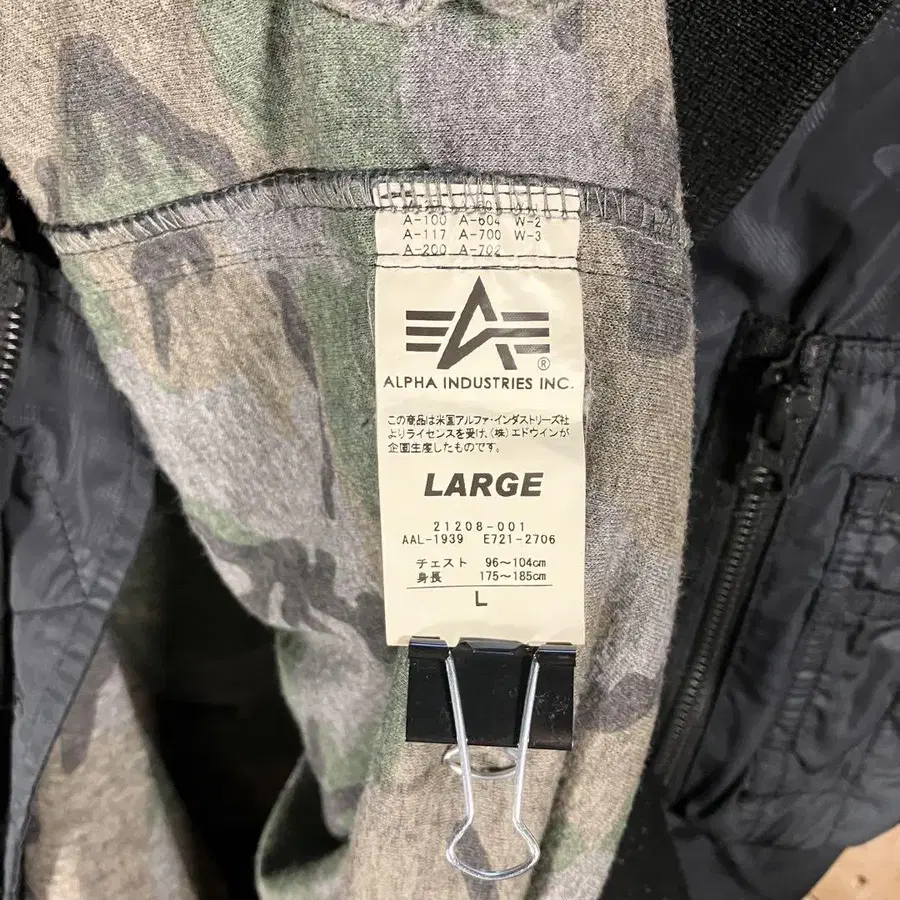 A-100 A-604 W-2
A-117 A-700 W-3
A-200 A-702
®
ALPHA INDUSTRIES INC.
この商品は米国アルファ・インダストリーズ社
よりライセンスを受け、(株)エドウインが
企画生産したものです。
LARGE
21208-001
AAL-1939 E721-2706
チェスト 96～104cm
身長 175～185cm
L